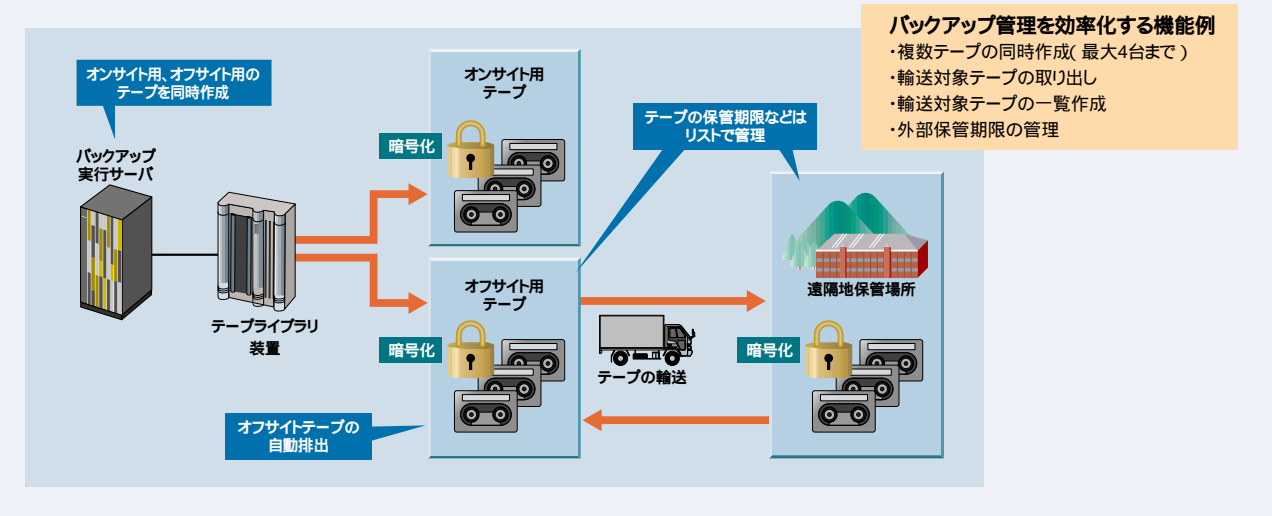 バックアップ管理を効率化する機能例
・複数テープの同時作成(最大4台まで)
・輸送対象テープの取り出し
・輸送対象テープの一覧作成
・外部保管期限の管理
オンサイト用、オフサイト用の
テープを同時作成
バックアップ
実行サーバ
テープライブラリ
装置
オンサイト用
テープ
暗号化
テープの保管期限などは
リストで管理
オフサイト用
テープ
暗号化
オフサイトテープの
自動排出
テープの輸送
遠隔地保管場所
暗号化